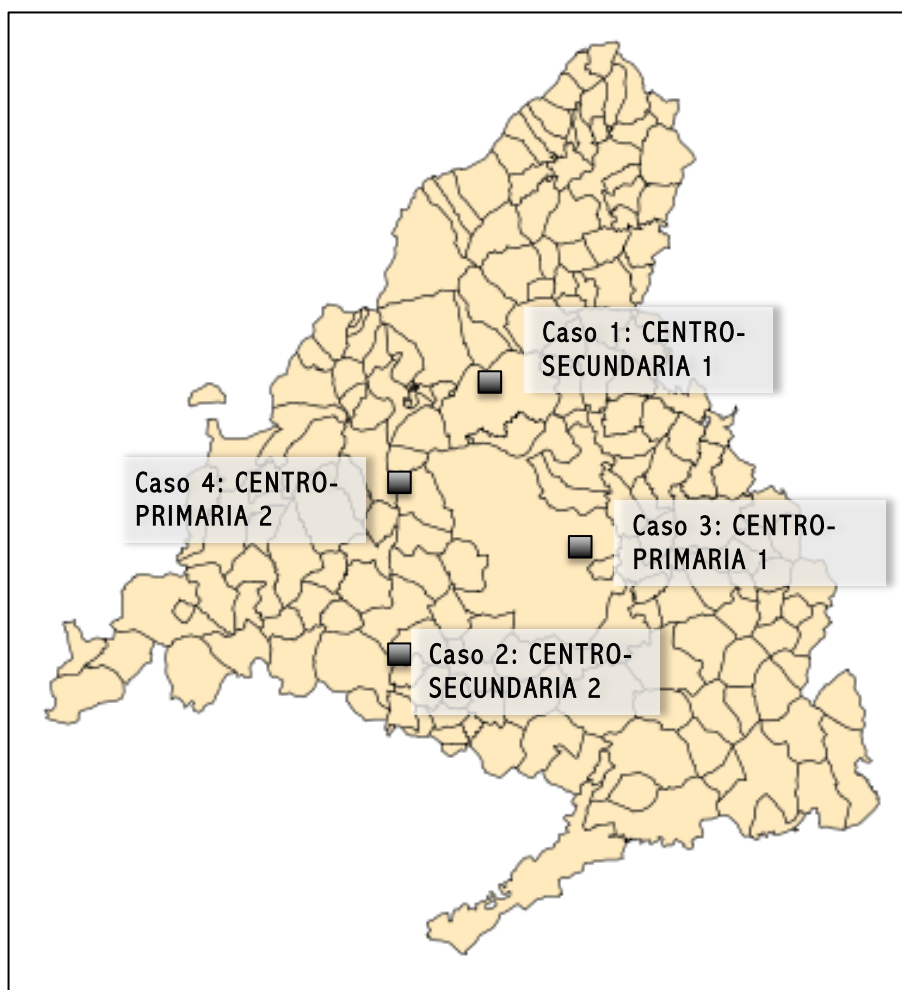 Caso 1: CENTRO-
SECUNDARIA 1
Caso 4: CENTRO-
PRIMARIA 2
Caso 3: CENTRO-
PRIMARIA 1
Caso 2: CENTRO-
SECUNDARIA 2